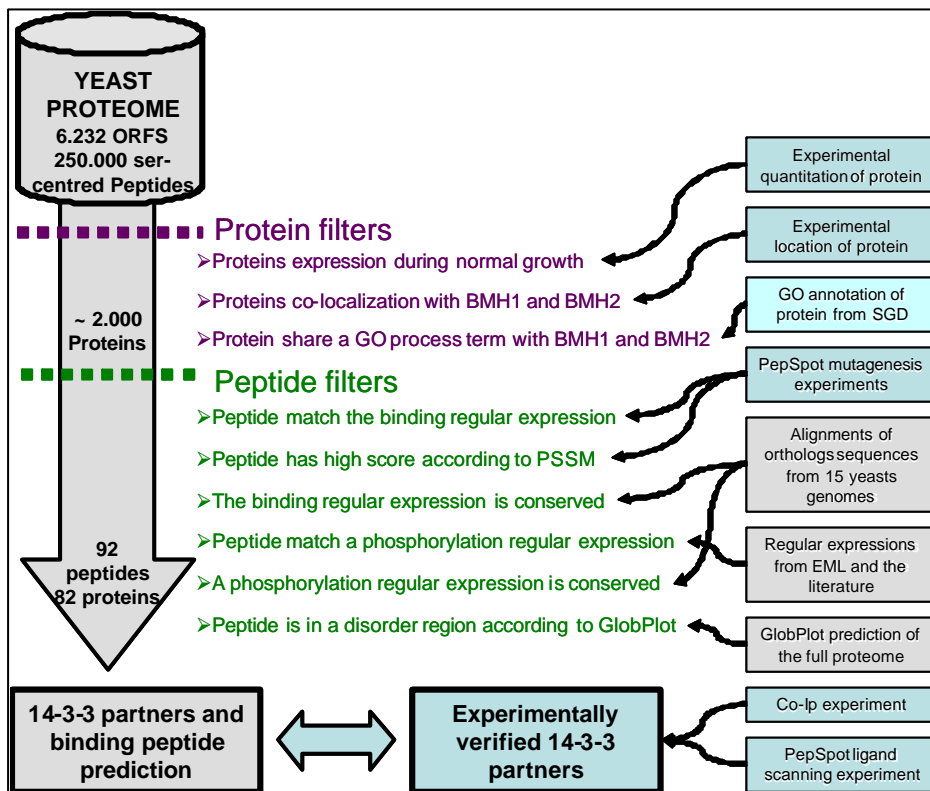 YEAST
PROTEOME
6.232 ORFS
250.000 ser-
centred Peptides
Protein filters
➢Proteins expression during normal growth
➢Proteins co-localization with BMH1 and BMH2
➢Protein share a GO process term with BMH1 and BMH2
~ 2.000
Proteins
Peptide filters
➢Peptide match the binding regular expression
➢Peptide has high score according to PSSM
➢The binding regular expression is conserved
➢Peptide match a phosphorylation regular expression
➢A phosphorylation regular expression is conserved
➢Peptide is in a disorder region according to GlobPlot
92
peptides
82 proteins
Experimental
quantitation of protein
Experimental
location of protein
GO annotation of
protein from SGD
PepSpot mutagenesis
experiments
Alignments of
orthologs sequences
from 15 yeasts
genomes
Regular expressions
from EML and the
literature
GlobPlot prediction of
the full proteome
Co-Ip experiment
PepSpot ligand
scanning experiment
14-3-3 partners and
binding peptide
prediction
Experimentally
verified 14-3-3
partners